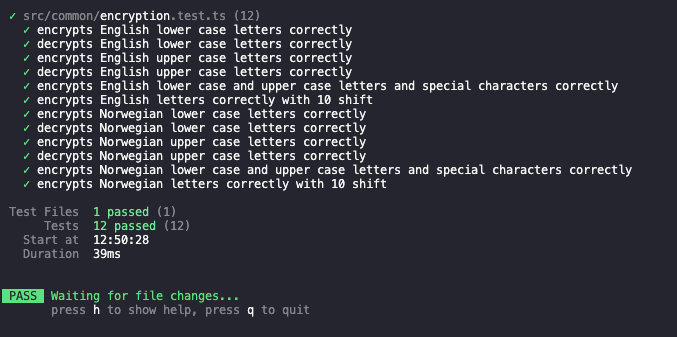 ✓ src/common/encryption.test.ts (12)
✓ encrypts English lower case letters correctly
✓ decrypts English lower case letters correctly
✓ encrypts English upper case letters correctly
✓ decrypts English upper case letters correctly
✓ encrypts English lower case and upper case letters and special characters correctly
✓ encrypts English letters correctly with 10 shift
✓ encrypts Norwegian lower case letters correctly
✓ decrypts Norwegian lower case letters correctly
✓ encrypts Norwegian upper case letters correctly
✓ decrypts Norwegian upper case letters correctly
✓ encrypts Norwegian lower case and upper case letters and special characters correctly
✓ encrypts Norwegian letters correctly with 10 shift
Test Files 1 passed (1)
Tests 12 passed (12)
Start at 12:50:28
Duration 39ms
PASS Waiting for file changes...
press h to show help, press q to quit